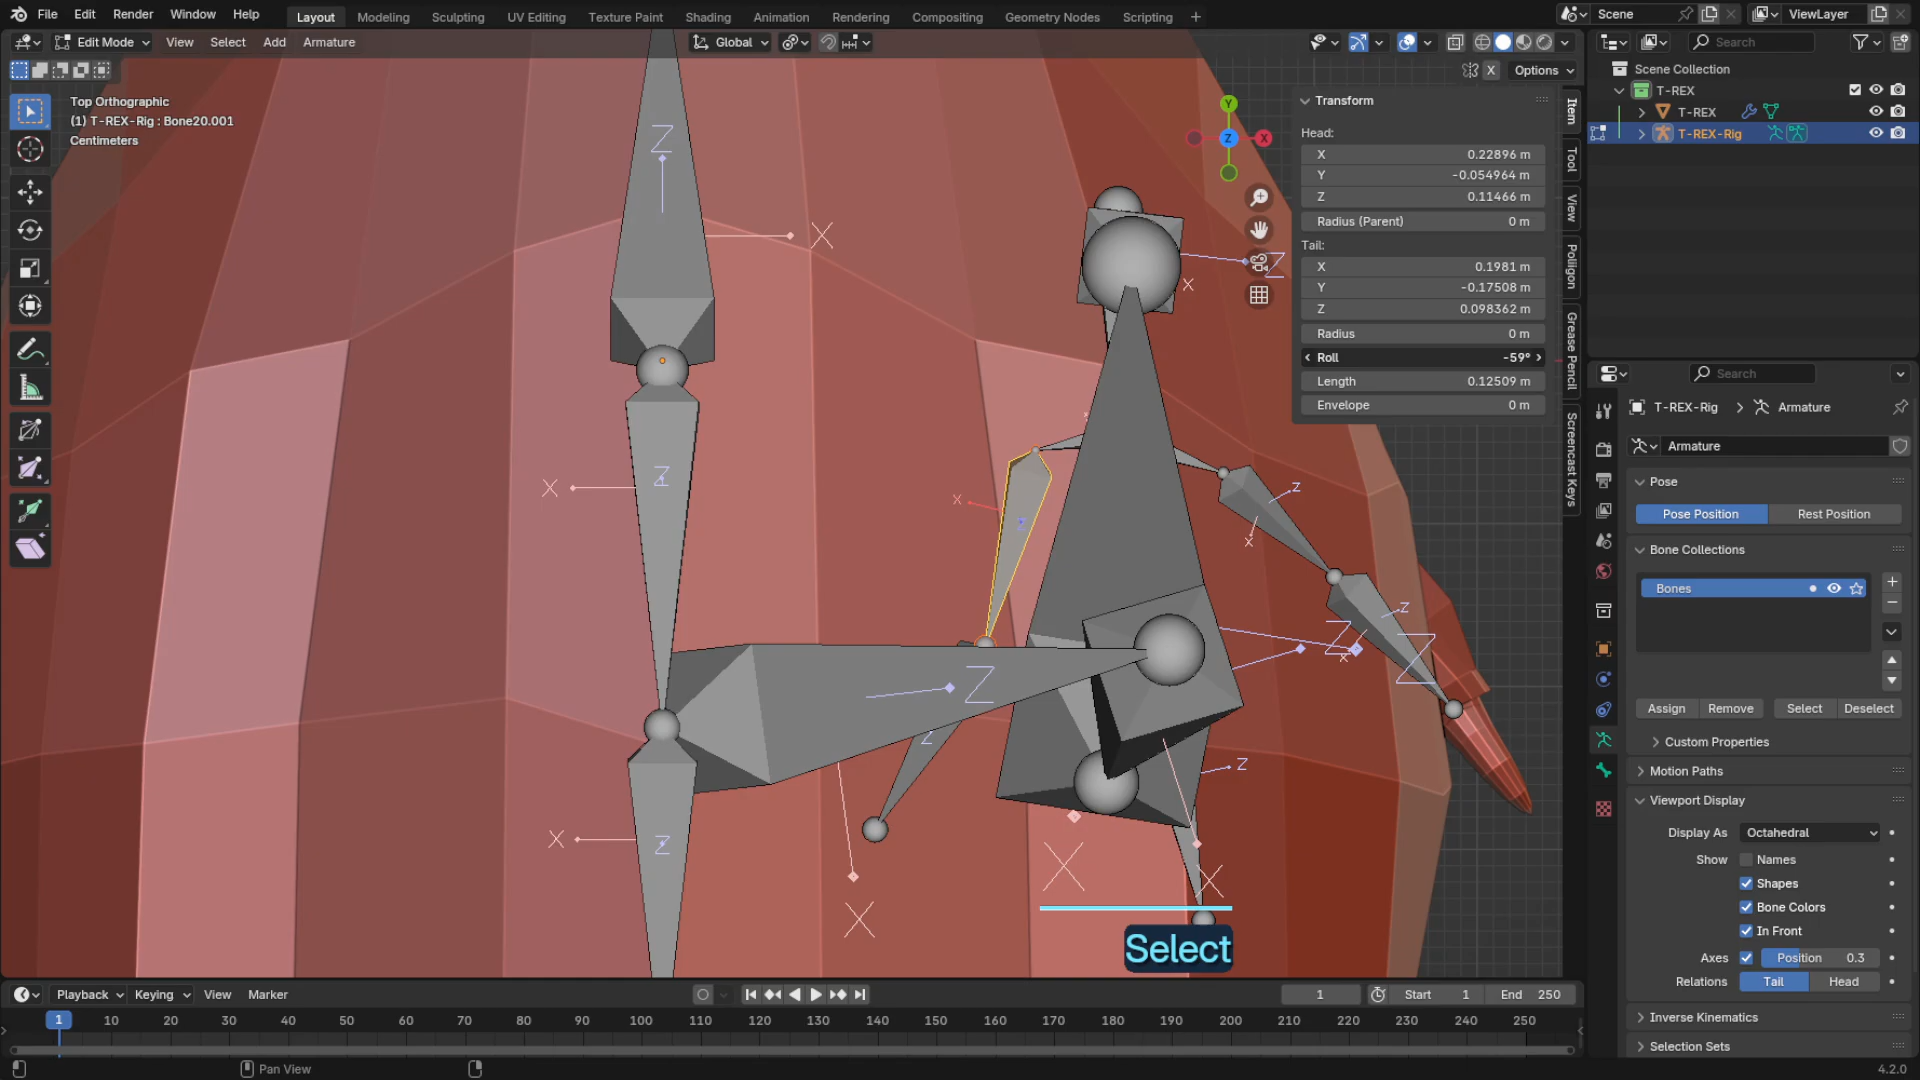 File Edit Render Window Help Layout Modeling Sculpting UV Editing Texture Paint Shading Animation Rendering Compositing Geometry Nodes Scripting + Scene ViewLayer
Edit Mode View Select Add Armature Global Search
X Options
Top Orthographic
(1) T-REX-Rig : Bone20.001
Centimeters
Scene Collection
T-REX
T-REX
T-REX-Rig
Y
X
Z
Transform
Head:
X 0.22896 m
Y -0.054964 m
Z 0.11466 m
Radius (Parent) 0 m
Tail:
X 0.1981 m
Y -0.17508 m
Z 0.098362 m
Radius 0 m
Roll -59°
Length 0.12509 m
Envelope 0 m
Item
Tool
View
Poliigon
Grease Pencil
Screencast Keys
Z
X
Z
X
X
Z
X
Z
Z
X
Z
X
Z
Z
Z
X
Z
Z
X
Z
X
X
X
Select
Search
T-REX-Rig > Armature
Armature
Pose
Pose Position Rest Position
Bone Collections
Bones
Assign Remove Select Deselect
Custom Properties
Motion Paths
Viewport Display
Display As Octahedral
Show Names
Shapes
Bone Colors
In Front
Axes Position 0.3
Relations Tail Head
Inverse Kinematics
Selection Sets
Playback Keying View Marker 1 Start 1 End 250
1 10 20 30 40 50 60 70 80 90 100 110 120 130 140 150 160 170 180 190 200 210 220 230 240 250
Pan View 4.2.0